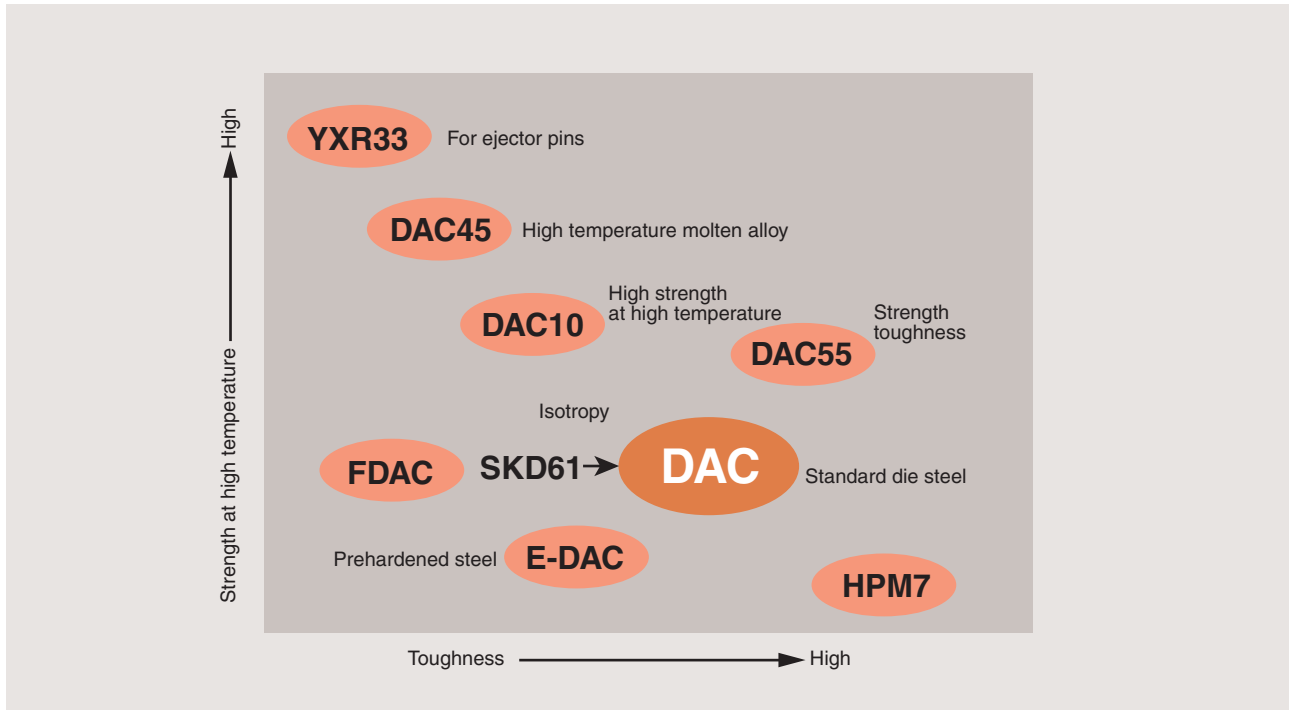 High
Strength at high temperature
YXR33
For ejector pins
DAC45
High temperature molten alloy
DAC10
High strength
at high temperature
DAC55
Strength
toughness
Isotropy
FDAC
SKD61
DAC
Standard die steel
Prehardened steel
E-DAC
HPM7
Toughness
High